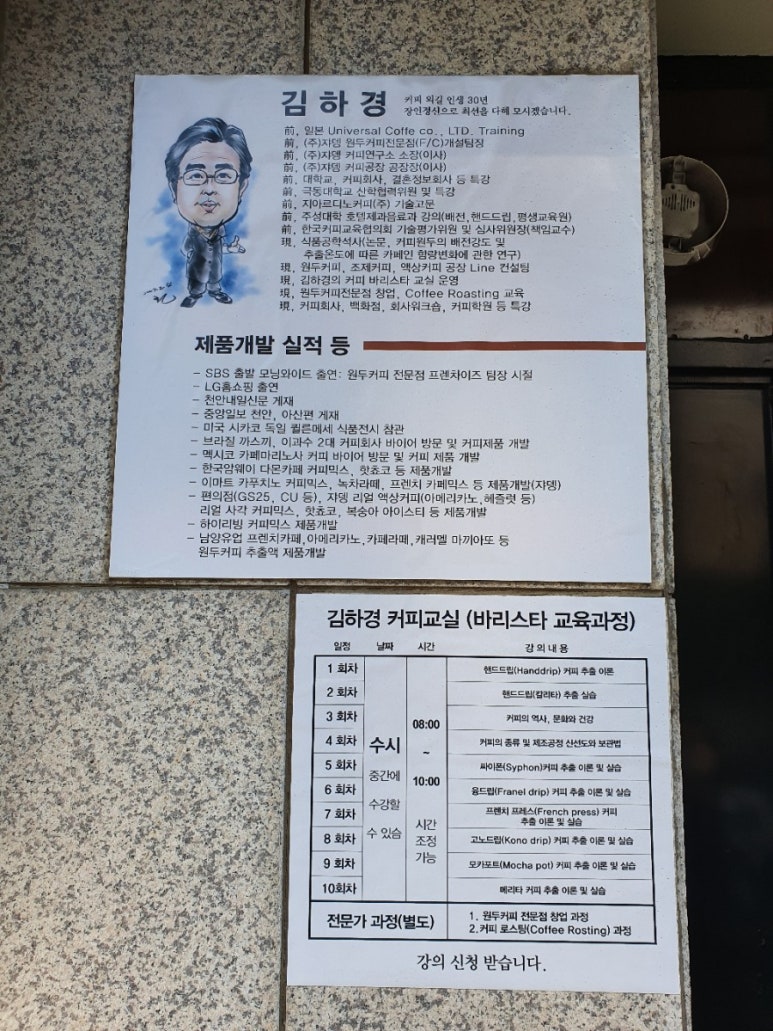 김하경 커피 외길 인생 30년
장인정신으로 최선을 다해 모시겠습니다.
前, 일본 Universal Coffe co., LTD. Training
前, (주)쟈뎅 원두커피전문점(F/C)개설팀장
前, (주)쟈뎅 커피연구소 소장(이사)
前, (주)쟈뎅 커피공장 공장장(이사)
前, 대학교, 커피회사, 결혼정보회사 등 특강
前, 극동대학교 산학협력위원 및 특강
前, 지아르디노커피(주) 기술고문
前, 주성대학 호텔제과음료과 강의(배전,핸드드립, 평생교육원)
前, 한국커피교육협의회 기술평가위원 및 심사위원장(책임교수)
現, 식품공학석사(논문, 커피원두의 배전강도 및
추출온도에 따른 카페인 함량변화에 관한 연구)
現, 원두커피, 조제커피, 액상커피 공장 Line 컨설팅
現, 김하경의 커피 바리스타 교실 운영
現, 원두커피전문점 창업, Coffee Roasting 교육
現, 커피회사, 백화점, 회사워크숍, 커피학원 등 특강
제품개발 실적 등
- SBS 출발 모닝와이드 출연: 원두커피 전문점 프렌차이즈 팀장 시절
- LG홈쇼핑 출연
- 천안내일신문 게재
- 중앙일보 천안, 아산편 게재
- 미국 시카코 독일 퀼른메세 식품전시 참관
- 브라질 까스끼, 이과수 2대 커피회사 바이어 방문 및 커피제품 개발
- 멕시코 카페마리노사 커피 바이어 방문 및 커피 제품 개발
- 한국암웨이 다몬카페 커피믹스, 핫쵸코 등 제품개발
- 이마트 카푸치노 커피믹스, 녹차라떼, 프렌치 카페믹스 등 제품개발(쟈뎅)
- 편의점(GS25, CU 등), 쟈뎅 리얼 액상커피(아메리카노,헤즐럿 등)
리얼 사각 커피믹스, 핫쵸코, 복숭아 아이스티 등 제품개발
- 하이리빙 커피믹스 제품개발
- 남양유업 프렌치카페,아메리카노,카페라떼,캐러멜 마끼아또 등
원두커피 추출액 제품개발
김하경 커피교실 (바리스타 교육과정)
일정 날짜 시간 강의내용
1 회차 핸드드립(Handdrip) 커피 추출 이론
2 회차 핸드드립(칼리타) 추출 실습
3 회차 커피의 역사, 문화와 건강
4 회차 커피의 종류 및 제조공정 신선도와 보관법
5 회차 싸이폰(Syphon)커피 추출 이론 및 실습
6 회차 융드립(Franel drip) 커피 추출 이론 및 실습
7 회차 프렌치 프레스(French press) 커피
추출 이론 및 실습
8 회차 고노드립(Kono drip) 커피 추출 이론 및 실습
9 회차 모카포트(Mocha pot) 커피 추출 이론 및 실습
10회차 메리타 커피 추출 이론 및 실습
수시
중간에
수강할
수 있슴
08:00
~
10:00
시간
조정
가능
전문가 과정(별도) 1. 원두커피 전문점 창업 과정
2.커피 로스팅(Coffee Rosting) 과정
강의 신청 받습니다.